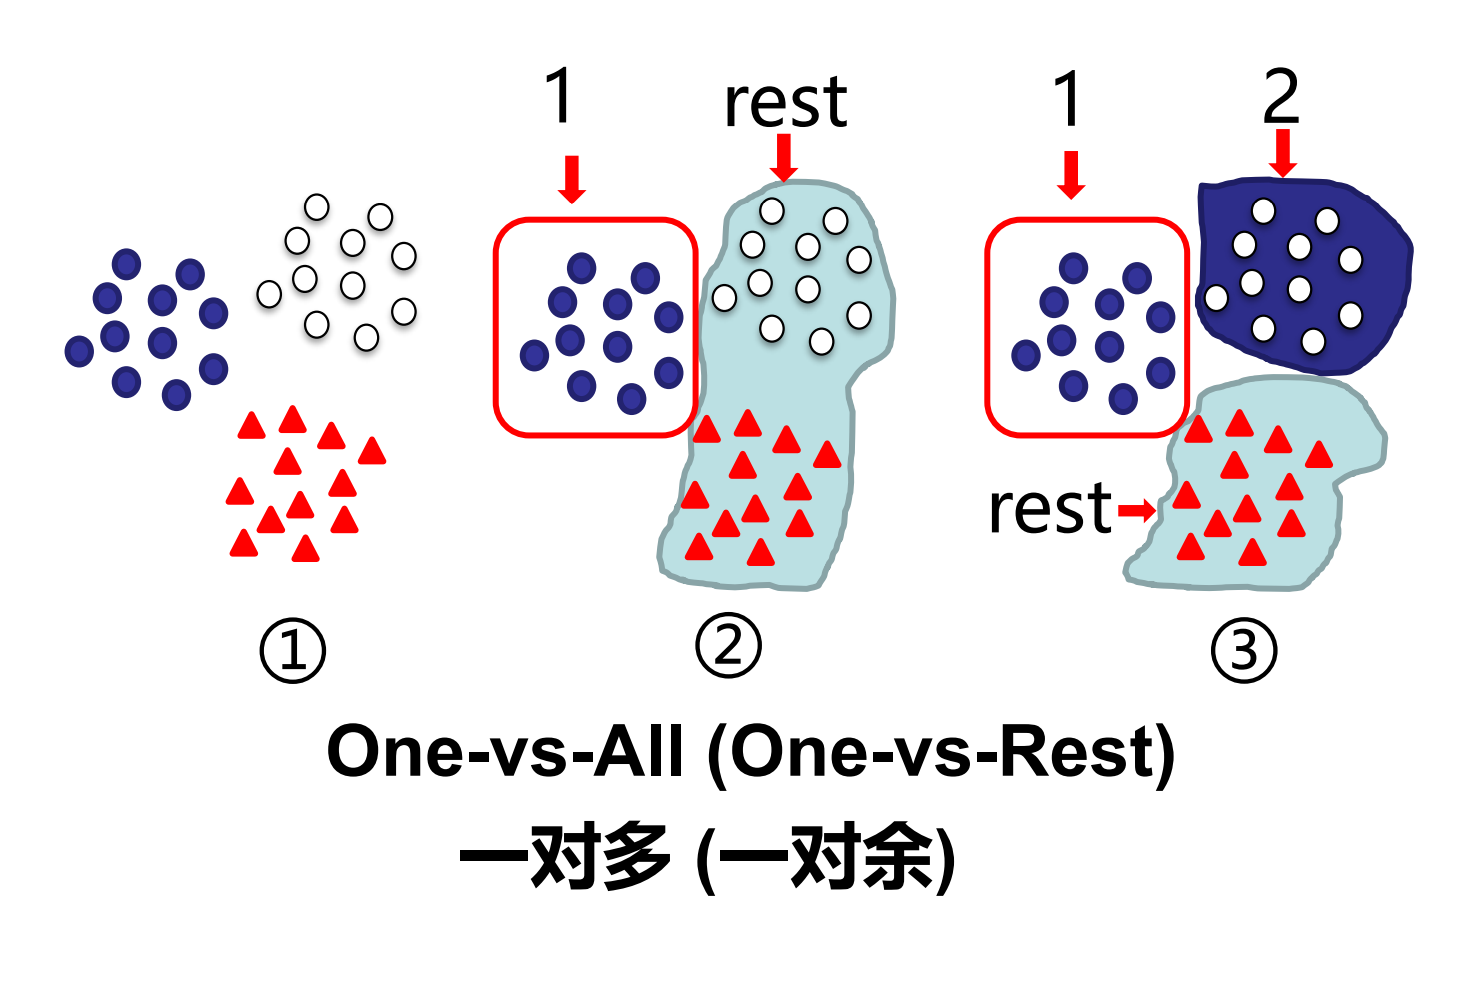 1 rest 1 2
rest
① ② ③
One-vs-All (One-vs-Rest)
一对多 (一对余)